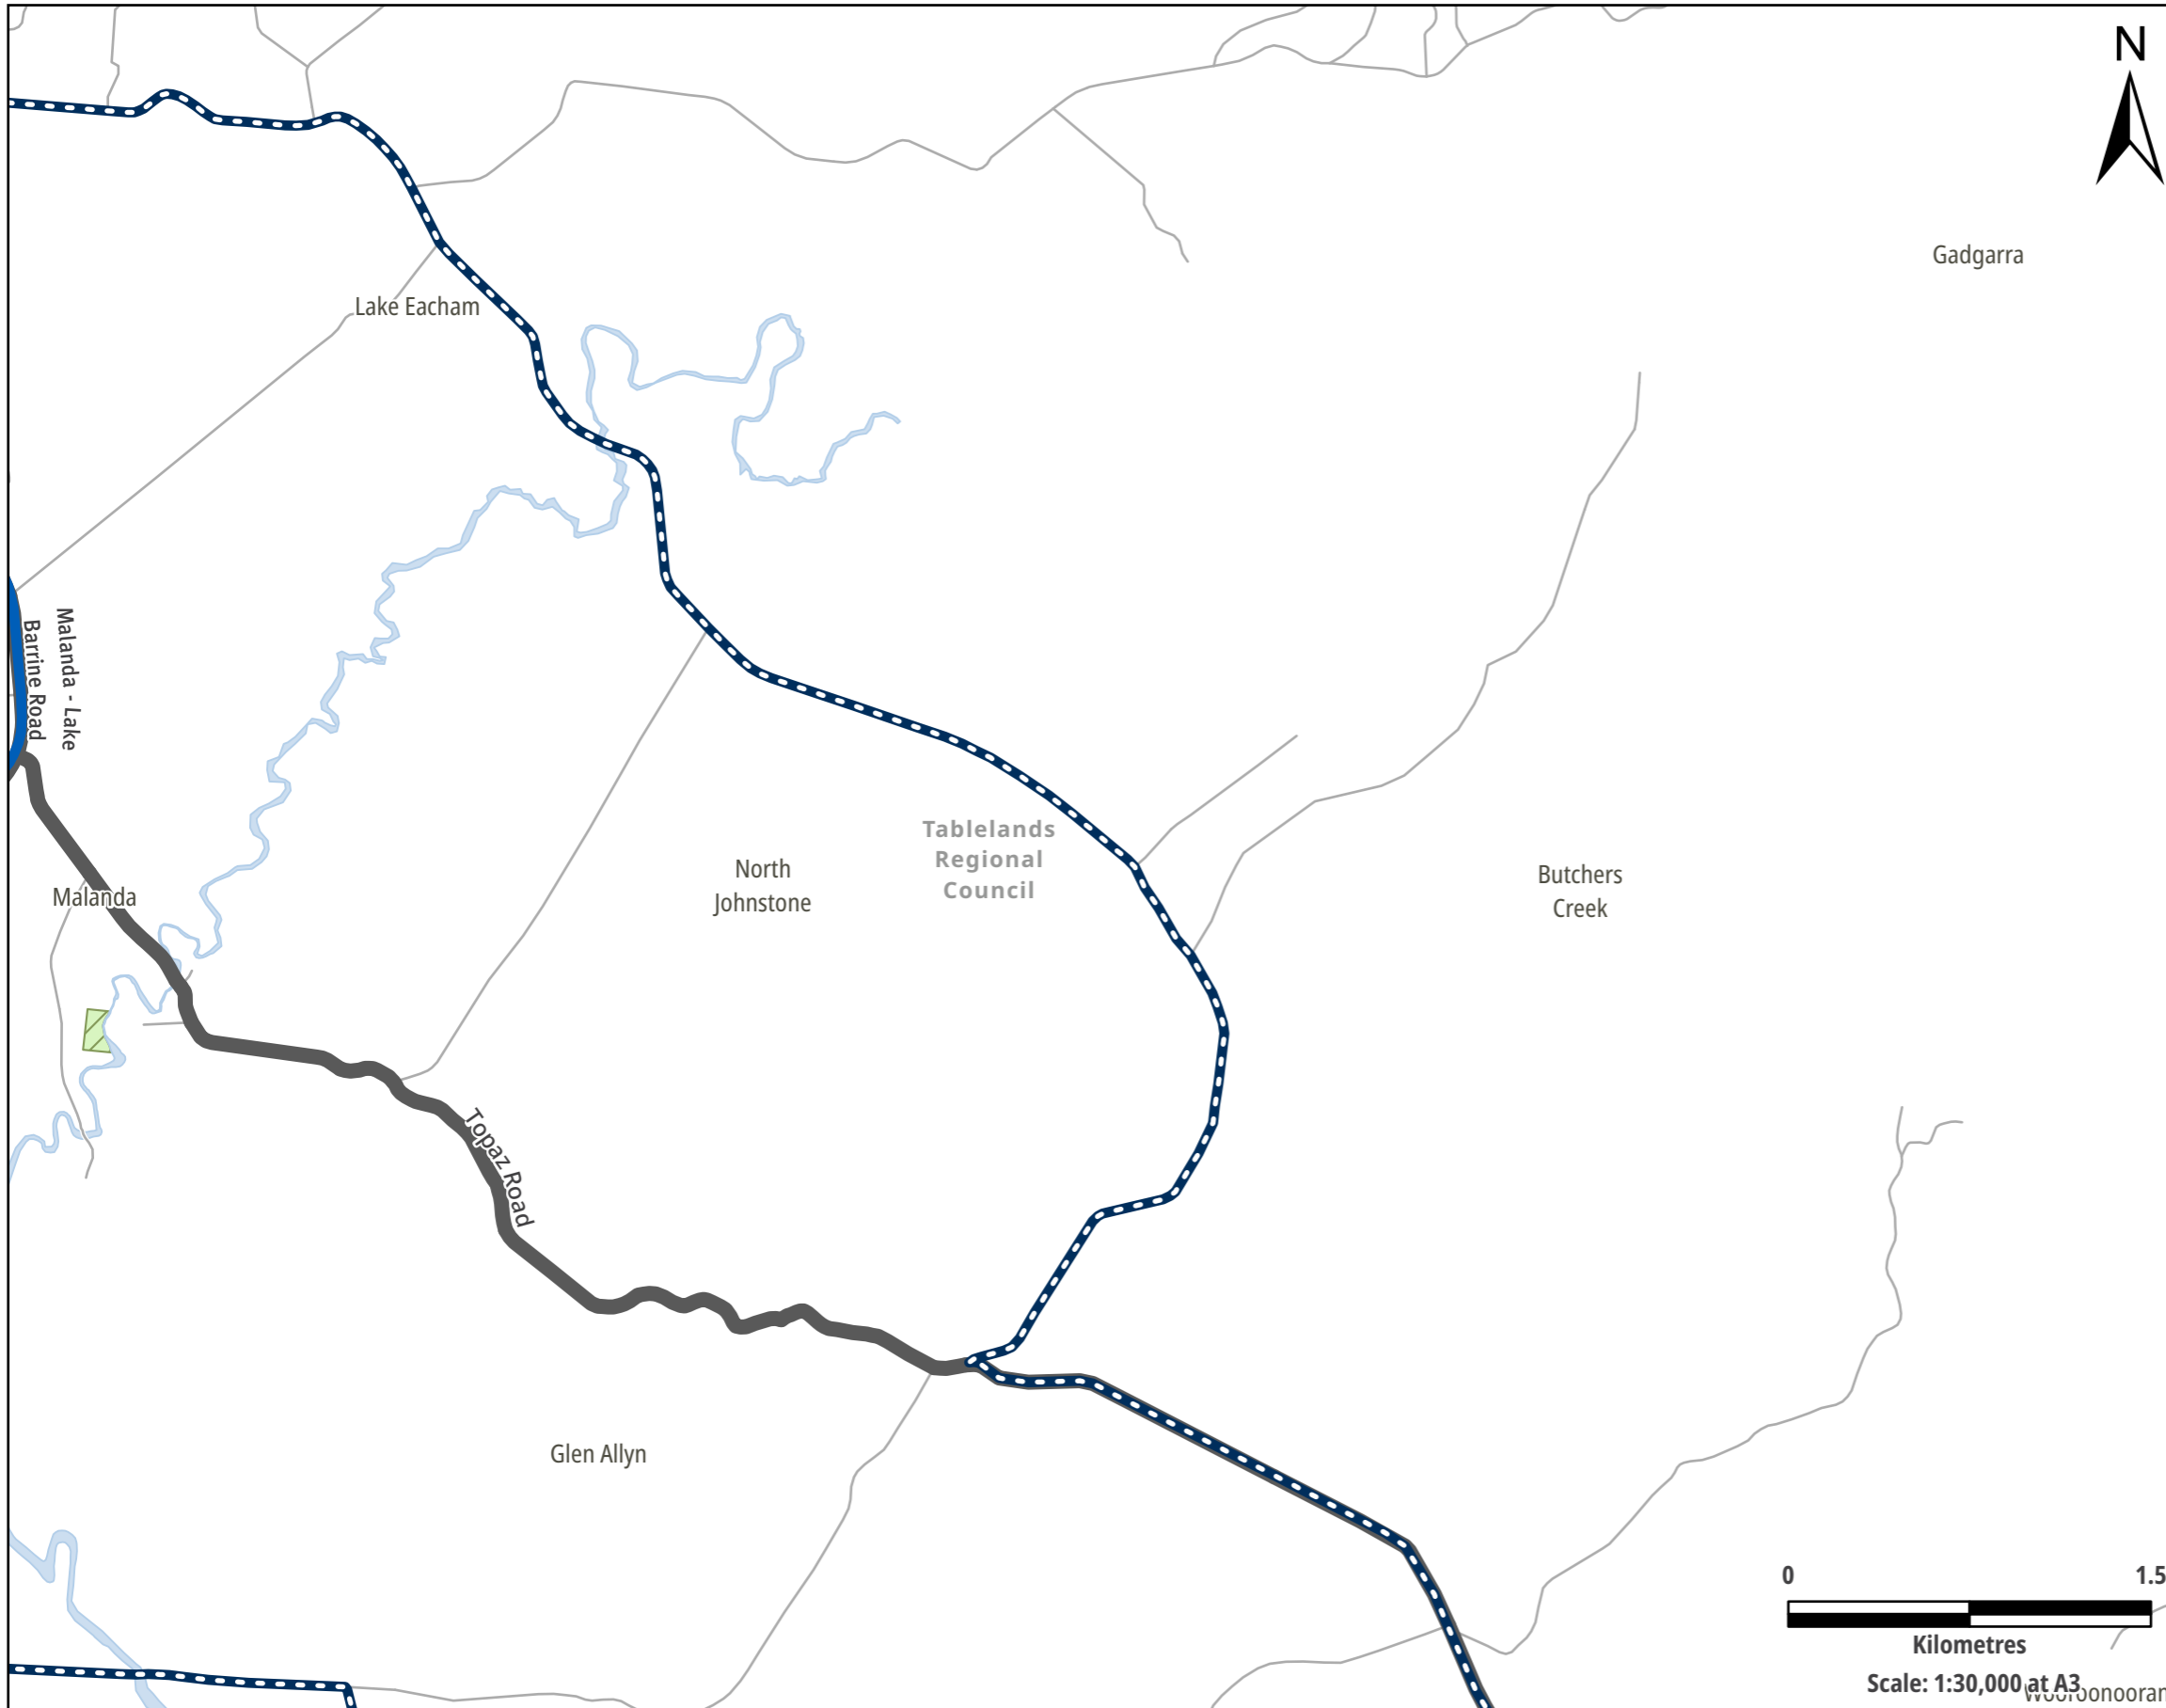 N
Gadgarra
Lake Eacham
Malanda - Lake
Barrine Road
Tablelands
Regional
Council
North
Johnstone
Butchers
Creek
Malanda
Topaz Road
Glen Allyn
0 1.5
Kilometres
Scale: 1:30,000 at A3